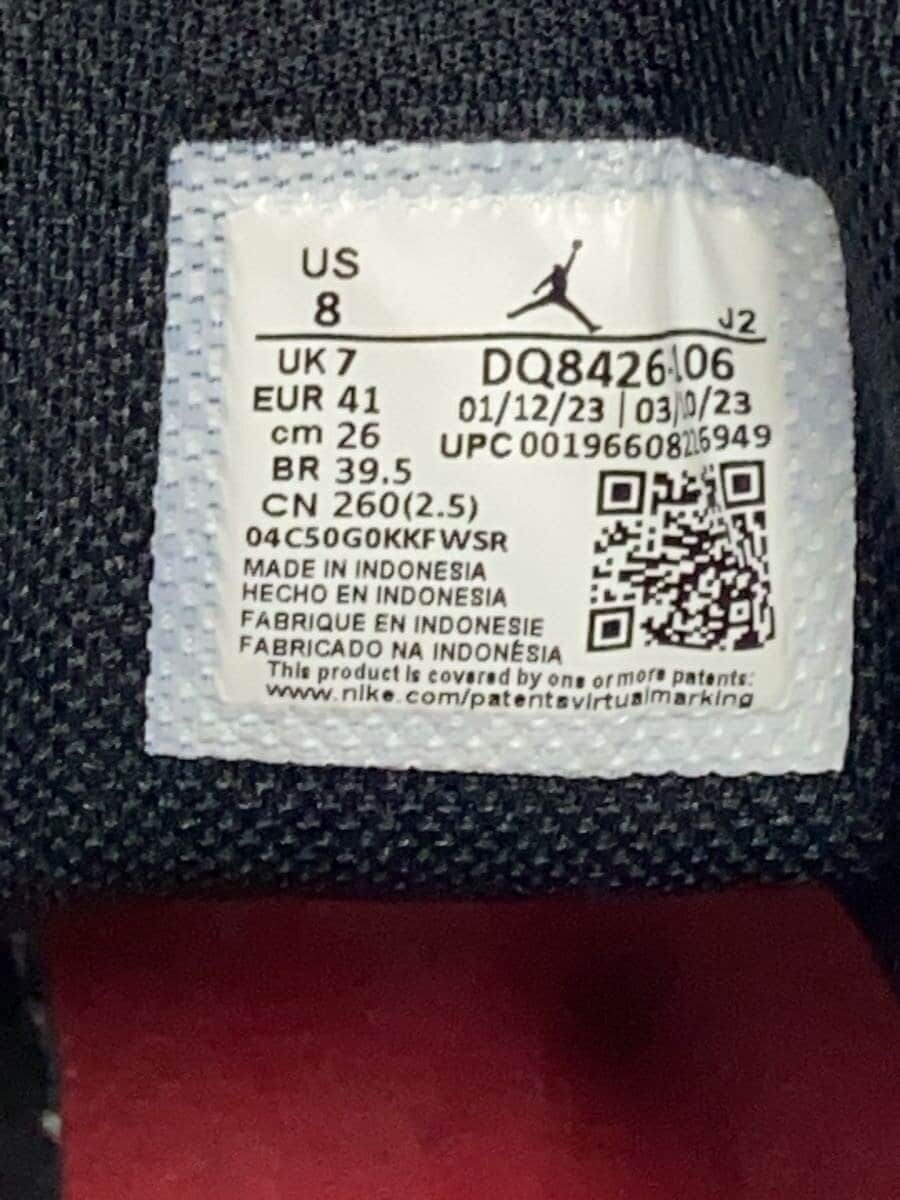 US
8
J2
UK 7
EUR 41
cm 26
BR 39.5
CN 260(2.5)
DQ8426-106
01/12/23 | 03/10/23
UPC 00196608216949
04C50G0KKFWSR
MADE IN INDONESIA
HECHO EN INDONESIA
FABRIQUE EN INDONESIE
FABRICADO NA INDONÉSIA
This product is covered by one or more patents:
www.nike.com/patentsvirtualmarking